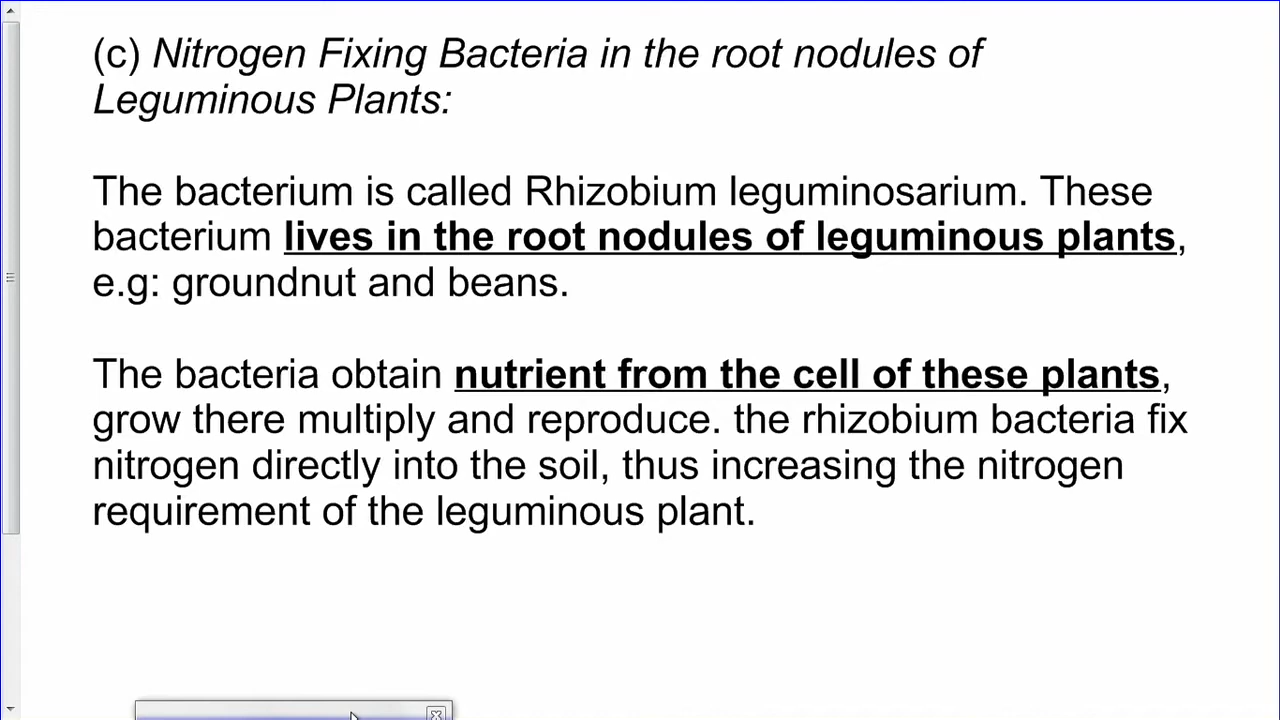 (c) Nitrogen Fixing Bacteria in the root nodules of
Leguminous Plants:
The bacterium is called Rhizobium leguminosarium. These
bacterium lives in the root nodules of leguminous plants,
e.g: groundnut and beans.
The bacteria obtain nutrient from the cell of these plants,
grow there multiply and reproduce. the rhizobium bacteria fix
nitrogen directly into the soil, thus increasing the nitrogen
requirement of the leguminous plant.